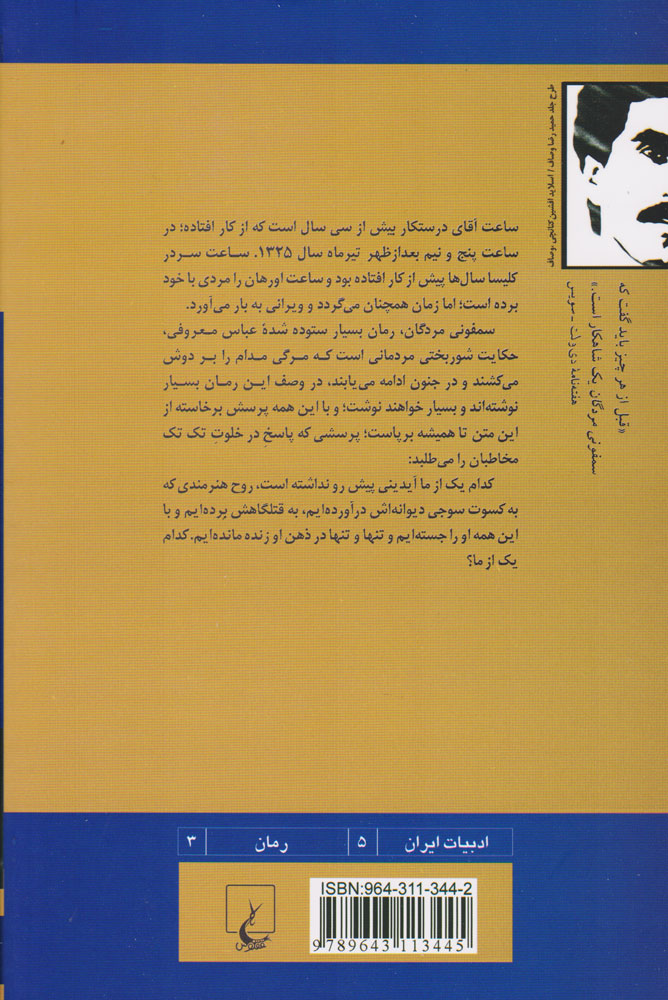 طرح جلد حمید رضا وصاف / اسلاید افشین کتانچی.وصاف
«قبل از هر چیز باید گفت که
سمفونی مردگان یک شاهکار است.»
هفته‌نامهٔ دی‌ولت ـ سویس
ساعت آقای درستکار بیش از سی سال است که از کار افتاده؛ در
ساعت پنج و نیم بعدازظهر تیرماه سال ۱۳۲۵. ساعت سردر
کلیسا سال‌ها پیش از کار افتاده بود و ساعت اورهان را مردی با خود
برده است؛ اما زمان همچنان می‌گردد و ویرانی به بار می‌آورد.
سمفونی مردگان، رمان بسیار ستوده شدهٔ عباس معروفی،
حکایت شوربختی مردمانی است که مرگی مدام را بر دوش
می‌کشند و در جنون ادامه می‌یابند، در وصف این رمان بسیار
نوشته‌اند و بسیار خواهند نوشت؛ و با این همه پرسش برخاسته از
این متن تا همیشه برپاست؛ پرسشی که پاسخ در خلوتِ تک تک
مخاطبان را می‌طلبد:
کدام یک از ما آیدینی پیش رو نداشته است، روح هنرمندی که
به کسوت سوجی دیوانه‌اش درآورده‌ایم، به قتلگاهش برده‌ایم و با
این همه او را جسته‌ایم و تنها و تنها در ذهن او زنده مانده‌ایم. کدام
یک از ما؟
ادبیات ایران | ۵ | رمان | ۳
ISBN:964-311-344-2
9 789643 113445
ققنوس